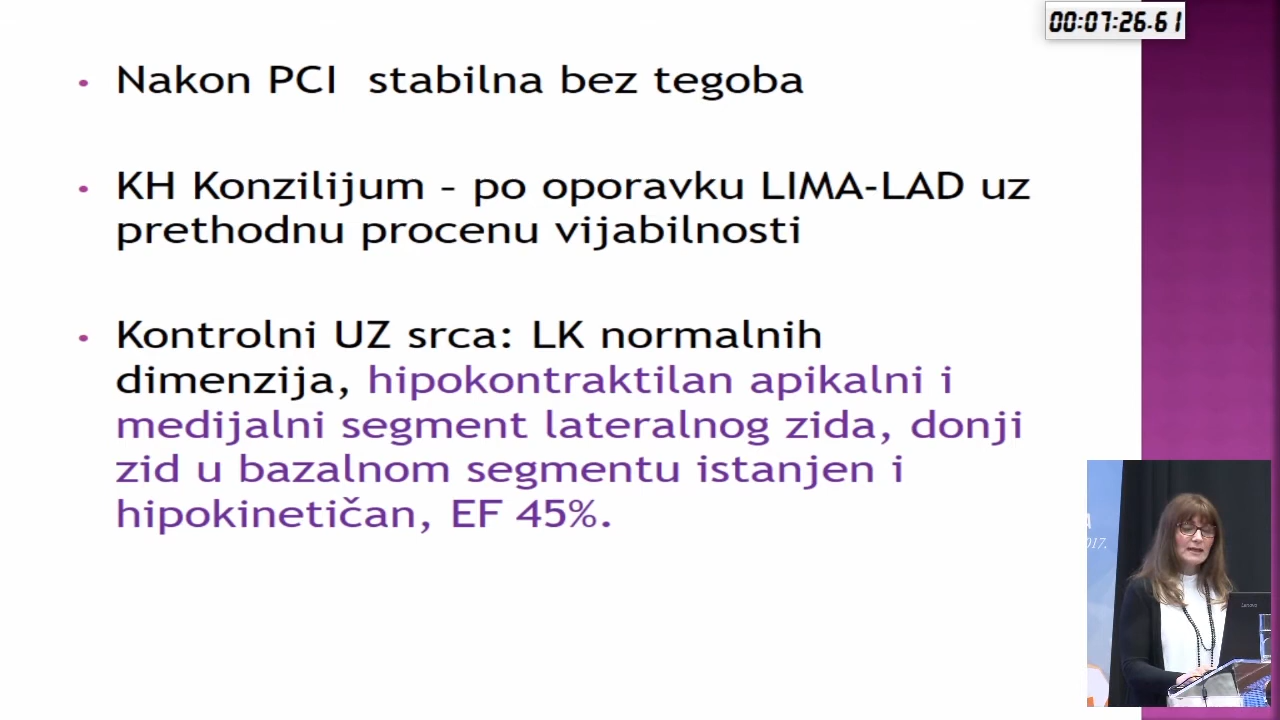 00:07:26.61
• Nakon PCI stabilna bez tegoba
• KH Konzilijum - po oporavku LIMA-LAD uz
prethodnu procenu vijabilnosti
• Kontrolni UZ srca: LK normalnih
dimenzija, hipokontraktilan apikalni i
medijalni segment lateralnog zida, donji
zid u bazalnom segmentu istanjen i
hipokinetičan, EF 45%.
A
017.
Lenovo